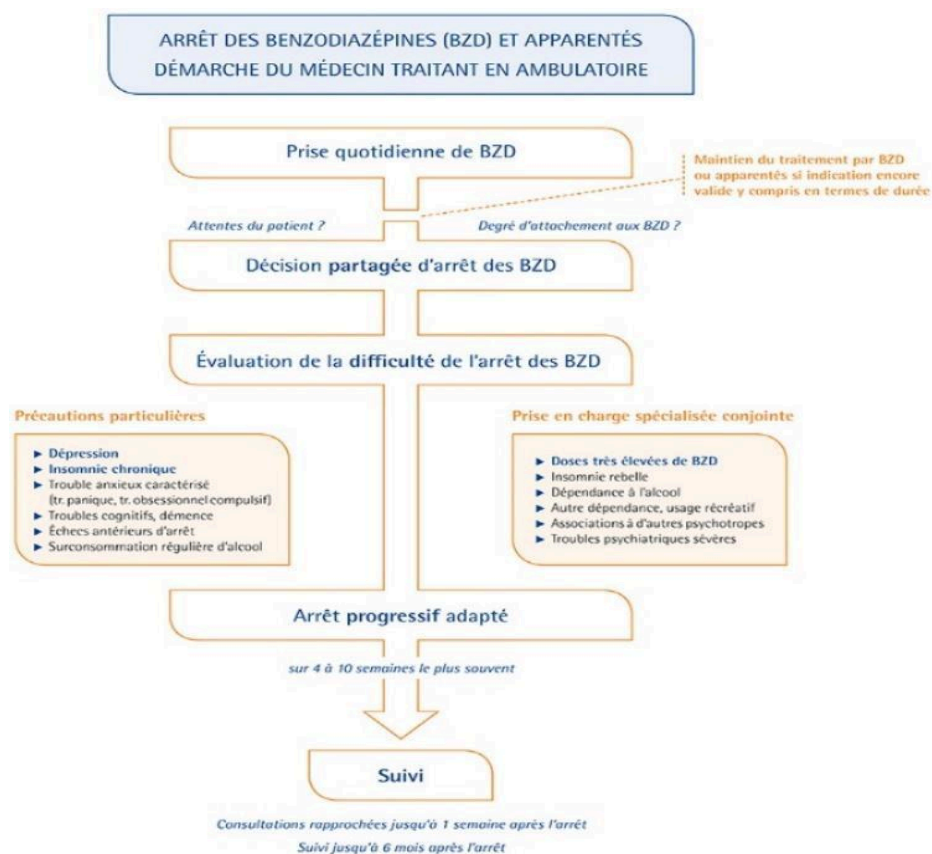 ARRÊT DES BENZODIAZÉPINES (BZD) ET APPARENTÉS
DÉMARCHE DU MÉDECIN TRAITANT EN AMBULATOIRE
Prise quotidienne de BZD
Maintien du traitement par BZD
ou apparentés si indication encore
valide y compris en termes de durée
Attentes du patient ?
Degré d'attachement aux BZD ?
Décision partagée d'arrêt des BZD
Évaluation de la difficulté de l'arrêt des BZD
Précautions particulières
► Dépression
► Insomnie chronique
► Trouble anxieux caractérisé
(tr. panique, tr. obsessionnel compulsif)
► Troubles cognitifs, démence
► Échecs antérieurs d'arrêt
► Surconsommation régulière d'alcool
Prise en charge spécialisée conjointe
► Doses très élevées de BZD
► Insomnie rebelle
► Dépendance à l'alcool
► Autre dépendance, usage récréatif
► Associations à d'autres psychotropes
► Troubles psychiatriques sévères
Arrêt progressif adapté
sur 4 à 10 semaines le plus souvent
Suivi
Consultations rapprochées jusqu'à 1 semaine après l'arrêt
Suivi jusqu'à 6 mois après l'arrêt